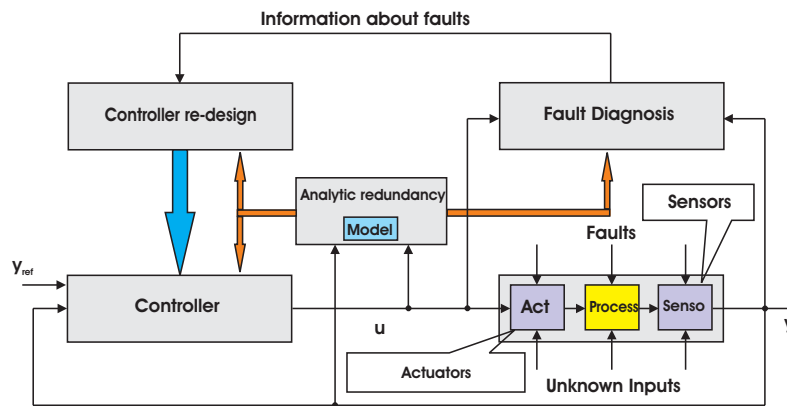 Information about faults
Controller re-design
Fault Diagnosis
Analytic redundancy
Model
Sensors
Faults
y_ref
Controller
Act
Process
Senso
u
y
Actuators
Unknown Inputs